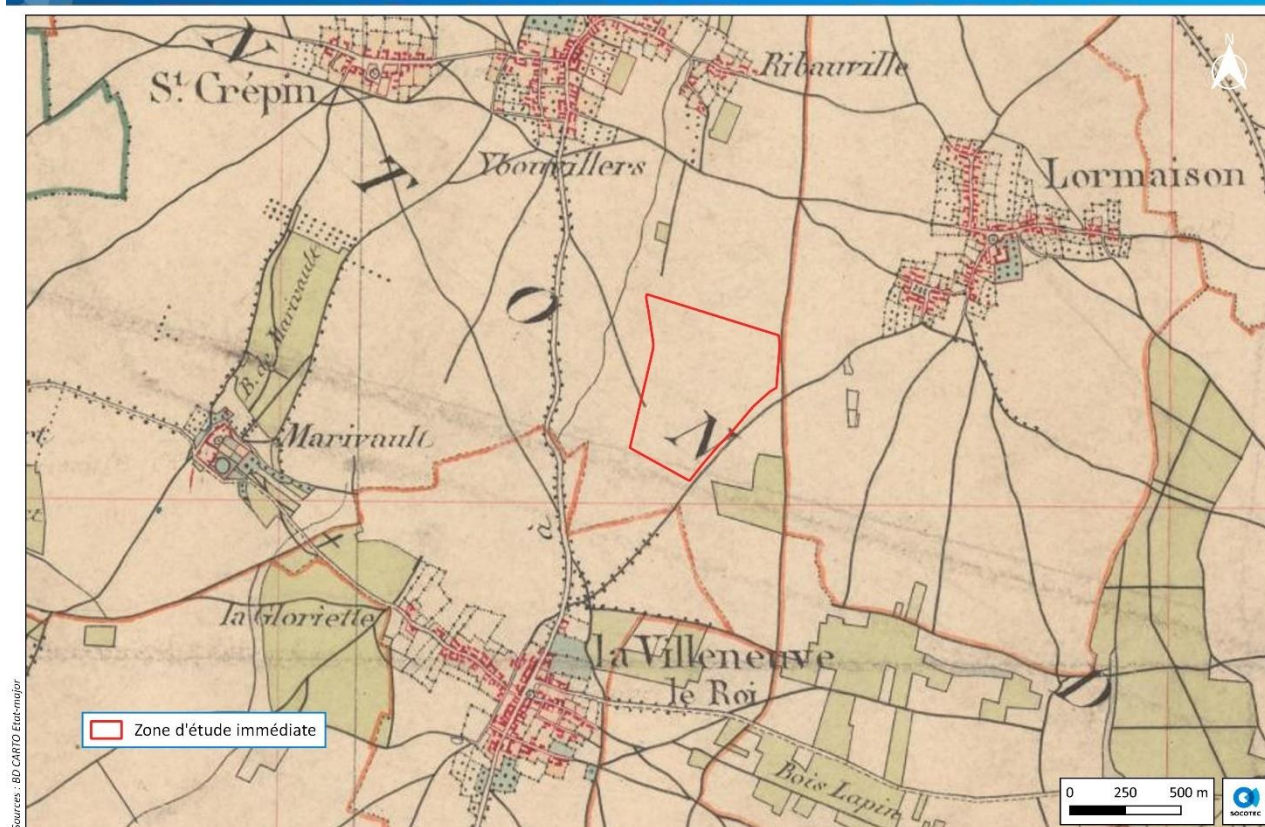 N
St. Crépin
Ribauville
N
Ybouvillers
Lormaison
T
B. de Marivault
O
N
Marivault
à
la Gloriette
la Villeneuve
le Roi
D
Bois Lapin
Zone d'étude immédiate
0 250 500 m
SOCOTEC
Sources : BD CARTO Etat-major